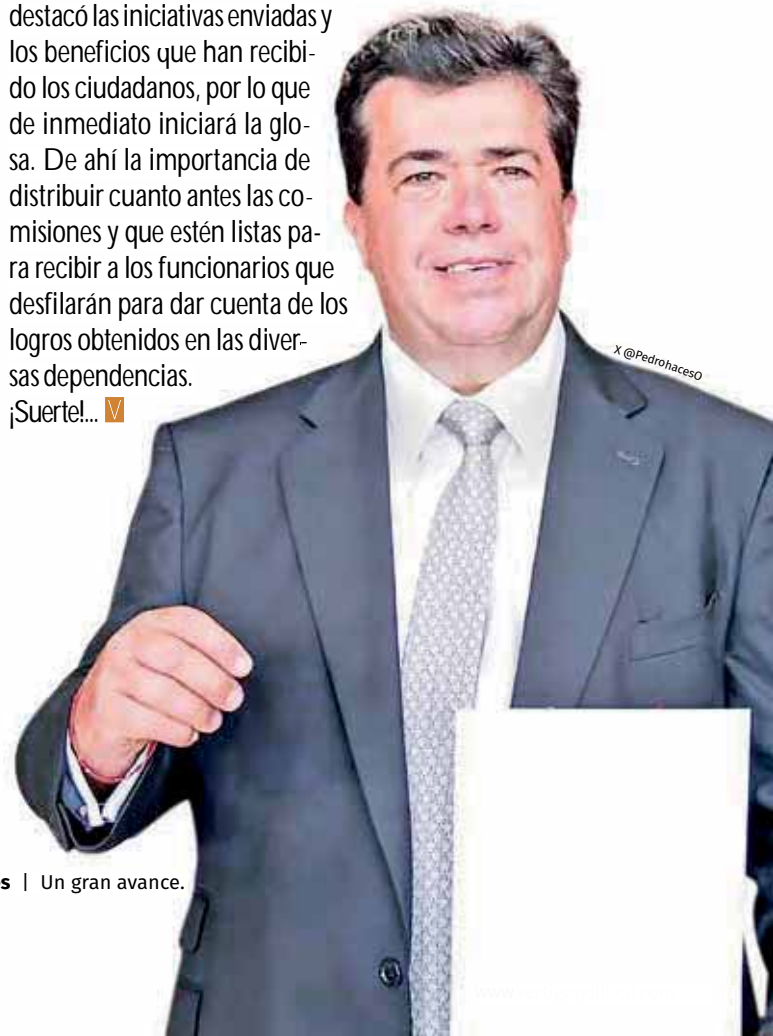 destacó las iniciativas enviadas y
los beneficios que han recibi-
do los ciudadanos, por lo que
de inmediato iniciará la glo-
sa. De ahí la importancia de
distribuir cuanto antes las co-
misiones y que estén listas pa-
ra recibir a los funcionarios que
desfilarán para dar cuenta de los
logros obtenidos en las diver-
sas dependencias.
¡Suerte!... V
X @PedrohacesO
s | Un gran avance.